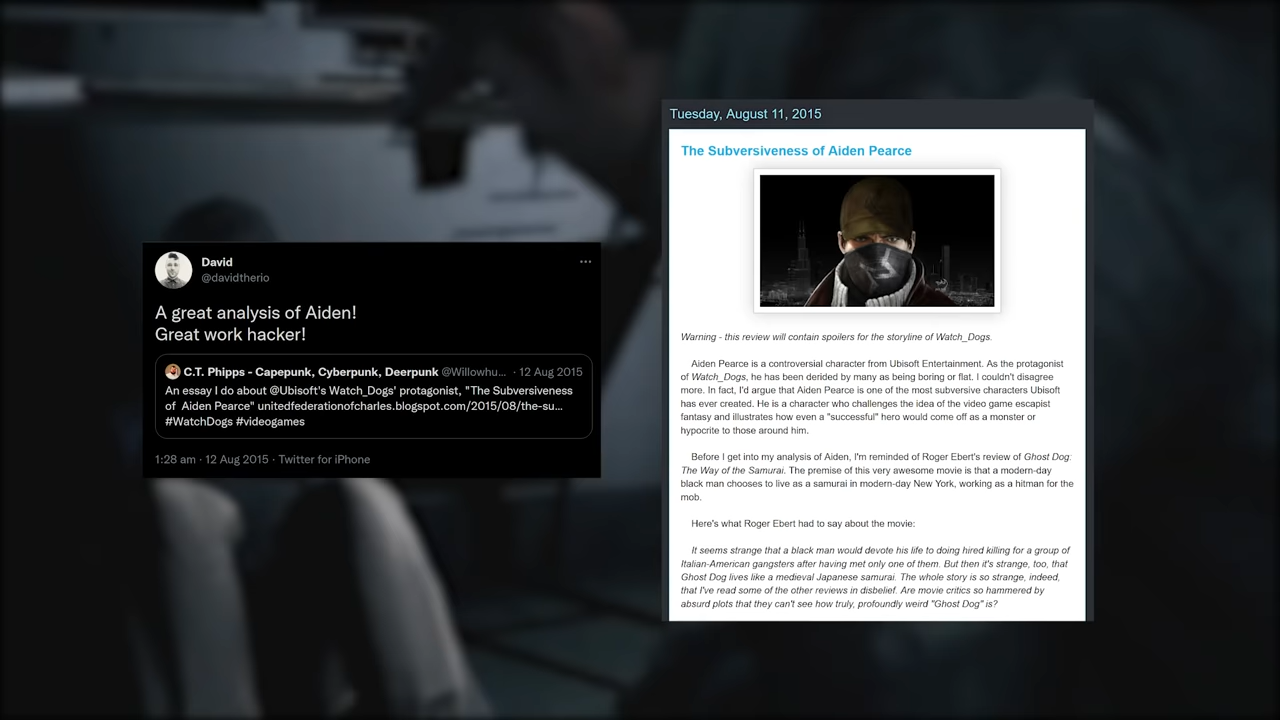 David
@davidtherio
A great analysis of Aiden!
Great work hacker!
C.T. Phipps - Capepunk, Cyberpunk, Deerpunk @Willowhu... · 12 Aug 2015
An essay I do about @Ubisoft's Watch_Dogs' protagonist, "The Subversiveness
of Aiden Pearce" unitedfederationofcharles.blogspot.com/2015/08/the-su...
#WatchDogs #videogames
1:28 am · 12 Aug 2015 · Twitter for iPhone
Tuesday, August 11, 2015
The Subversiveness of Aiden Pearce
Warning - this review will contain spoilers for the storyline of Watch_Dogs.
Aiden Pearce is a controversial character from Ubisoft Entertainment. As the protagonist
of Watch_Dogs, he has been derided by many as being boring or flat. I couldn't disagree
more. In fact, I'd argue that Aiden Pearce is one of the most subversive characters Ubisoft
has ever created. He is a character who challenges the idea of the video game escapist
fantasy and illustrates how even a "successful" hero would come off as a monster or
hypocrite to those around him.
Before I get into my analysis of Aiden, I'm reminded of Roger Ebert's review of Ghost Dog:
The Way of the Samurai. The premise of this very awesome movie is that a modern-day
black man chooses to live as a samurai in modern-day New York, working as a hitman for the
mob.
Here's what Roger Ebert had to say about the movie:
It seems strange that a black man would devote his life to doing hired killing for a group of
Italian-American gangsters after having met only one of them. But then it's strange, too, that
Ghost Dog lives like a medieval Japanese samurai. The whole story is so strange, indeed,
that I've read some of the other reviews in disbelief. Are movie critics so hammered by
absurd plots that they can't see how truly, profoundly weird "Ghost Dog" is?